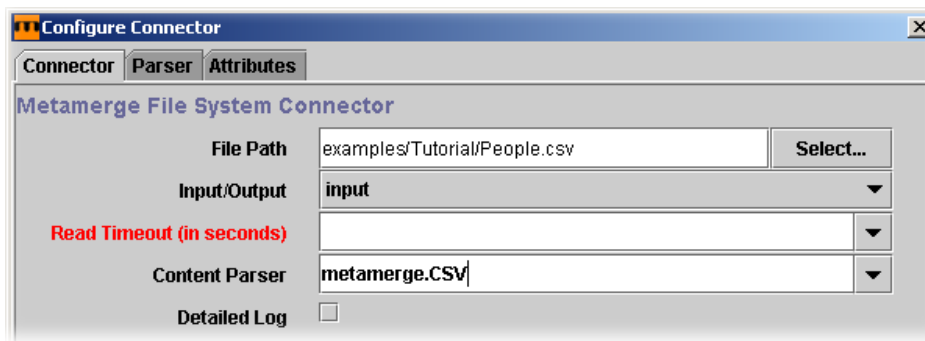 Configure Connector
Connector Parser Attributes
Metamerge File System Connector
File Path examples/Tutorial/People.csv Select...
Input/Output input
Read Timeout (in seconds)
Content Parser metamerge.CSV
Detailed Log